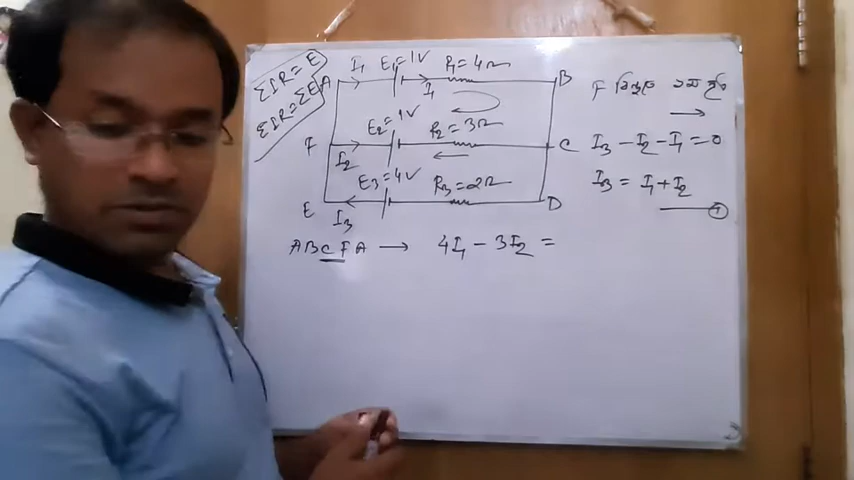 ΣIR = E
ΣIR = ΣE
A I₁ E₁=1V R₁ = 4Ω B
I₁
F E₂=1V R₂ = 3Ω C
I₂
E₃=4V R₃ = 2Ω
E I₃ D
F বিন্দুতে
I₃ − I₂ − I₁ = 0
I₃ = I₁ + I₂
①
ABCFA → 4I₁ − 3I₂ =